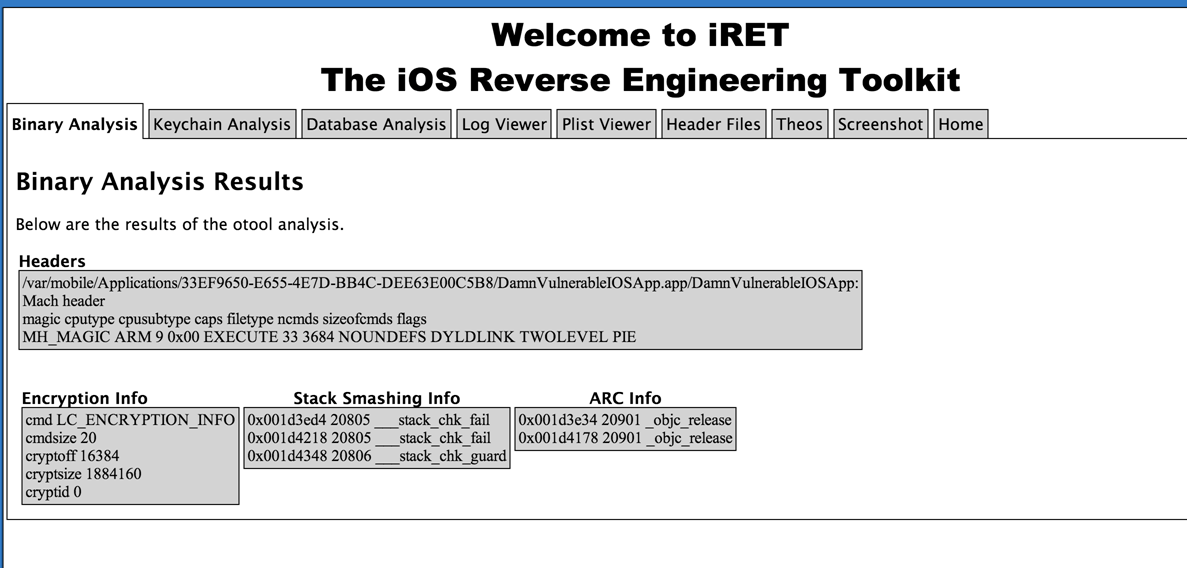 Welcome to iRET
The iOS Reverse Engineering Toolkit
Binary Analysis Keychain Analysis Database Analysis Log Viewer Plist Viewer Header Files Theos Screenshot Home
Binary Analysis Results
Below are the results of the otool analysis.
Headers
/var/mobile/Applications/33EF9650-E655-4E7D-BB4C-DEE63E00C5B8/DamnVulnerableIOSApp.app/DamnVulnerableIOSApp:
Mach header
magic cputype cpusubtype caps filetype ncmds sizeofcmds flags
MH_MAGIC ARM 9 0x00 EXECUTE 33 3684 NOUNDEFS DYLDLINK TWOLEVEL PIE
Encryption Info
cmd LC_ENCRYPTION_INFO
cmdsize 20
cryptoff 16384
cryptsize 1884160
cryptid 0
Stack Smashing Info
0x001d3ed4 20805 ___stack_chk_fail
0x001d4218 20805 ___stack_chk_fail
0x001d4348 20806 ___stack_chk_guard
ARC Info
0x001d3e34 20901 _objc_release
0x001d4178 20901 _objc_release